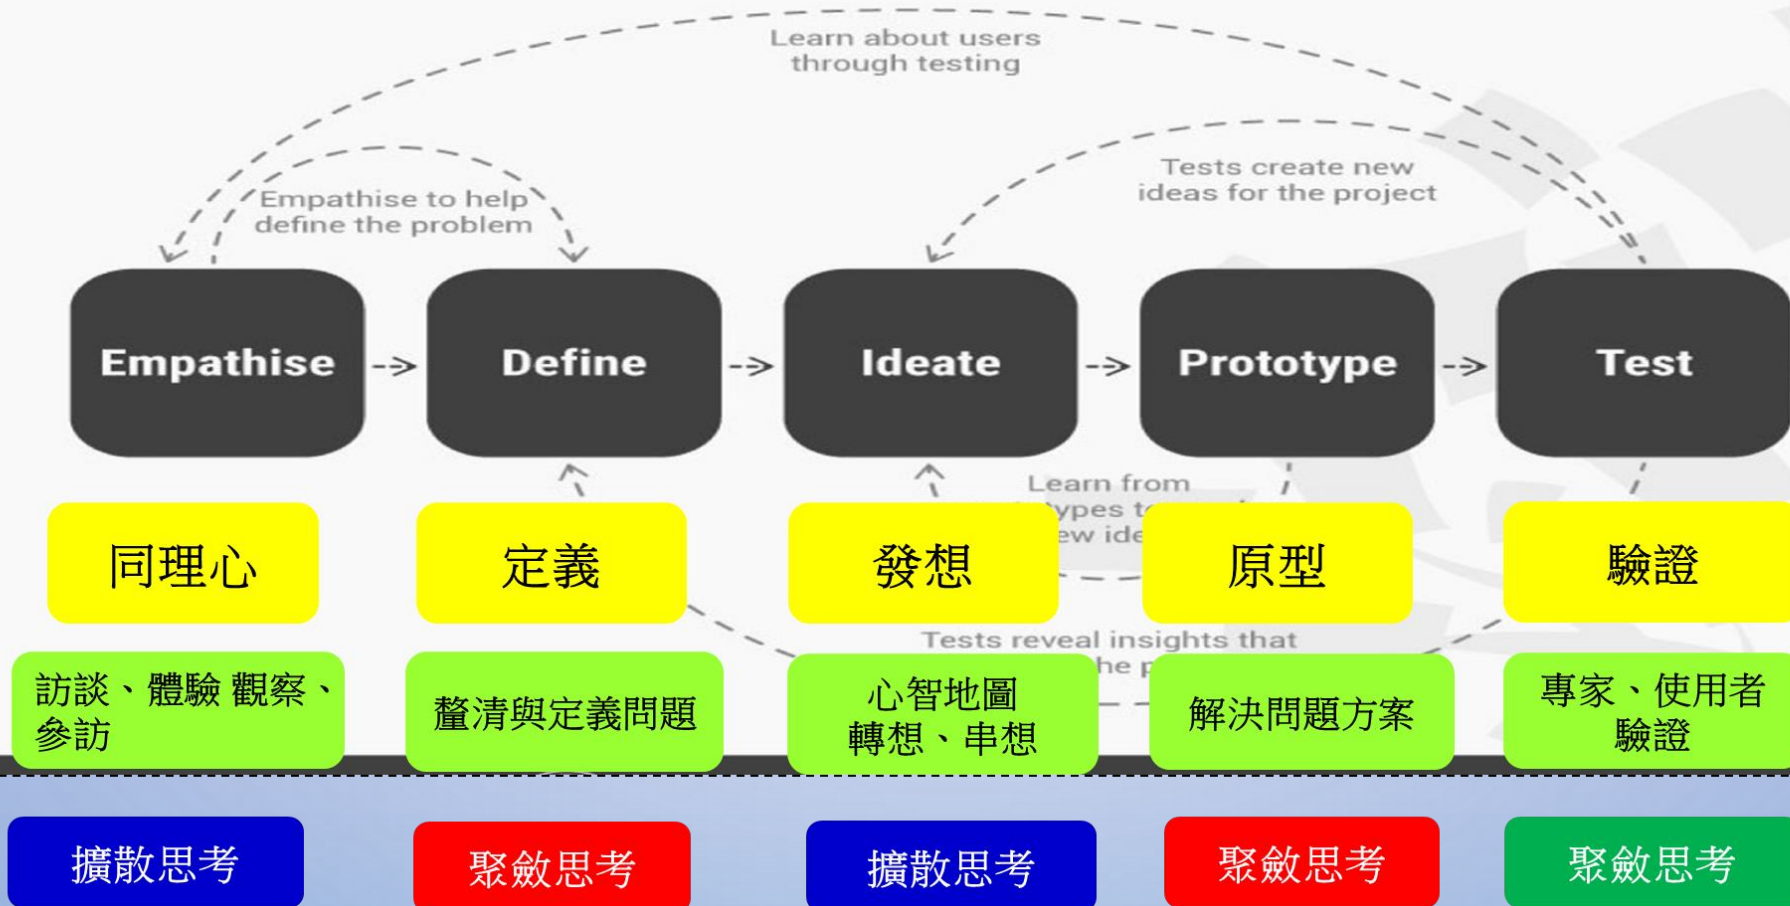 Learn about users
through testing
Tests create new
ideas for the project
Empathise to help
define the problem
Empathise
Define
Ideate
Prototype
Test
Learn from
同理心
定義
發想
原型
驗證
Tests reveal insights that
訪談、體驗 觀察、
參訪
釐清與定義問題
心智地圖
轉想、串想
解決問題方案
專家、使用者
驗證
擴散思考
聚斂思考
擴散思考
聚斂思考
聚斂思考